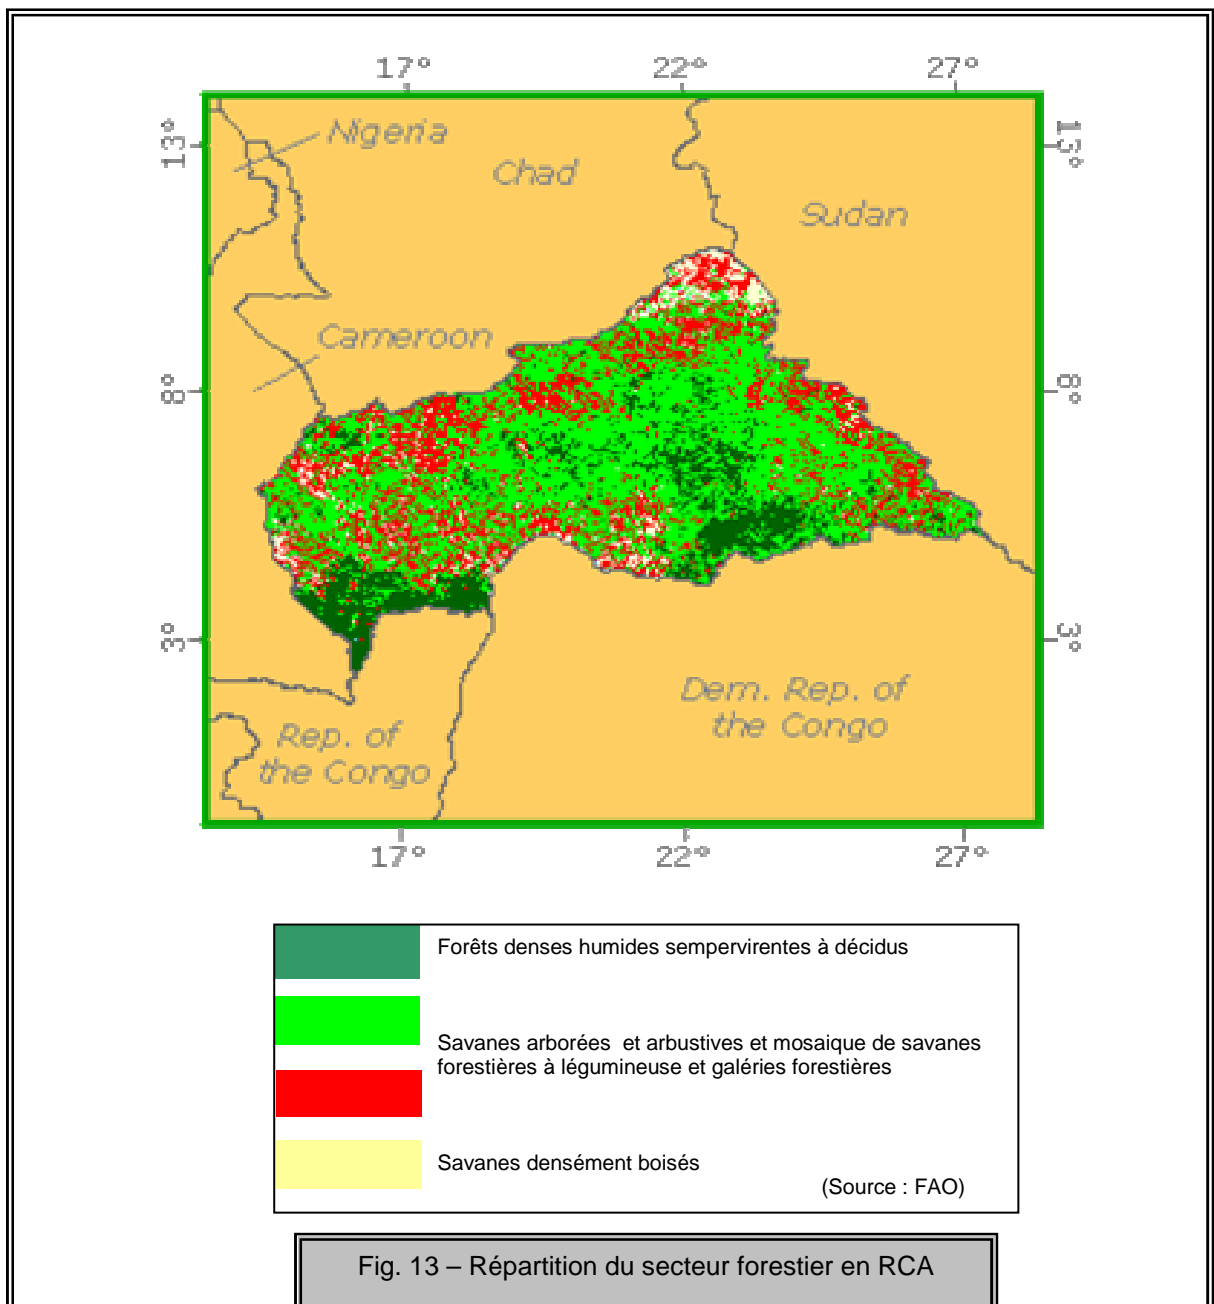 17° 22° 27°
13° 13°
Nigeria
Chad
Sudan
Cameroon
8° 8°
3° 3°
Dem. Rep. of
the Congo
Rep. of
the Congo
17° 22° 27°
Forêts denses humides sempervirentes à décidus
Savanes arborées et arbustives et mosaique de savanes
forestières à légumineuse et galéries forestières
Savanes densément boisés
(Source : FAO)
Fig. 13 – Répartition du secteur forestier en RCA